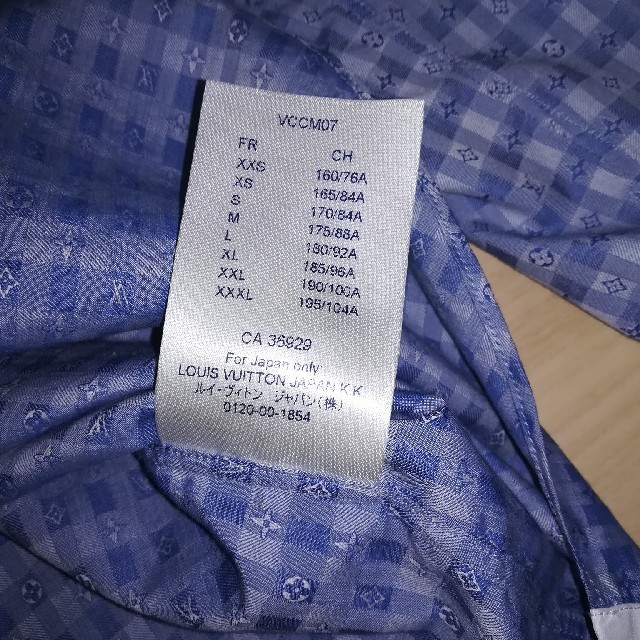 VCCM07
FR CH
XXS 160/76A
XS 165/84A
S 170/84A
M 175/88A
L 180/92A
XL 185/96A
XXL 190/100A
XXXL 195/104A
CA 36929
For Japan only
LOUIS VUITTON JAPAN K.K.
ルイ・ヴィトン ジャパン(株)
0120-00-1854